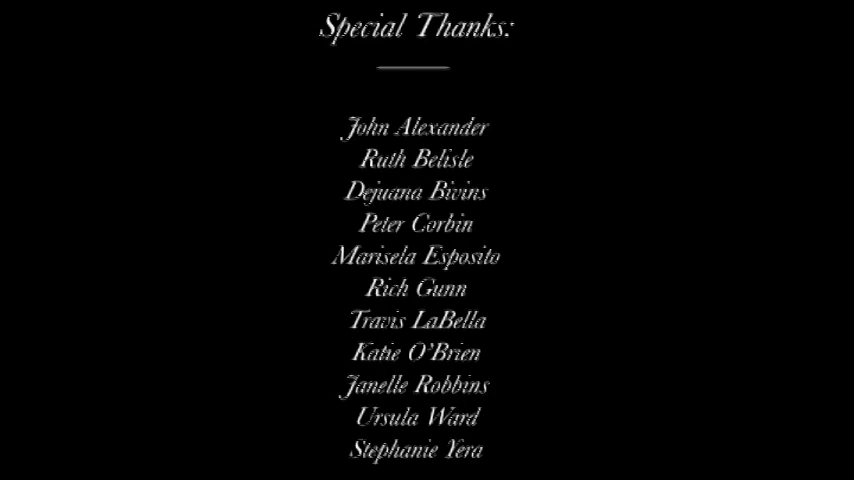 Special Thanks:
John Alexander
Ruth Belisle
Dejuana Bivins
Peter Corbin
Marisela Esposito
Rich Gunn
Travis LaBella
Katie O'Brien
Janelle Robbins
Ursula Ward
Stephanie Yera